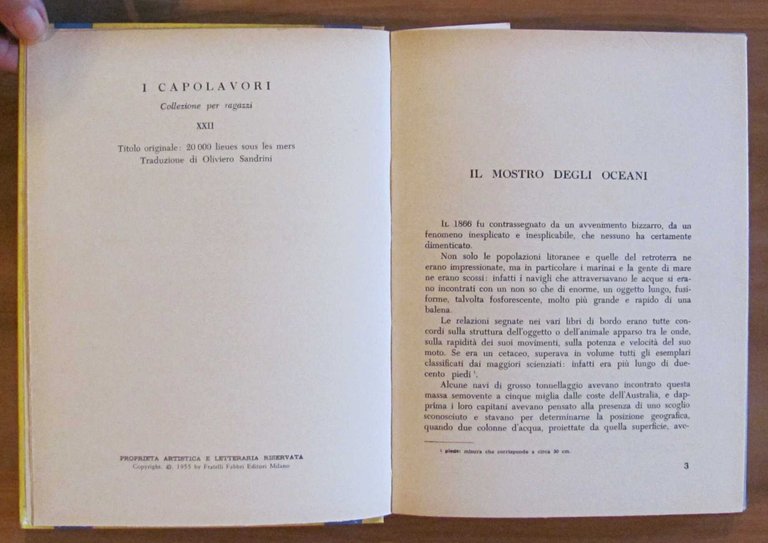 I CAPOLAVORI
Collezione per ragazzi
XXII
Titolo originale: 20 000 lieues sous les mers
Traduzione di Oliviero Sandrini
PROPRIETÀ ARTISTICA E LETTERARIA RISERVATA
Copyright. ©. 1955 by Fratelli Fabbri Editori Milano
IL MOSTRO DEGLI OCEANI
IL 1866 fu contrassegnato da un avvenimento bizzarro, da un
fenomeno inesplicato e inesplicabile, che nessuno ha certamente
dimenticato.
Non solo le popolazioni litoranee e quelle del retroterra ne
erano impressionate, ma in particolare i marinai e la gente di mare
ne erano scossi: infatti i navigli che attraversavano le acque si era-
no incontrati con un non so che di enorme, un oggetto lungo, fusi-
forme, talvolta fosforescente, molto più grande e rapido di una
balena.
Le relazioni segnate nei vari libri di bordo erano tutte con-
cordi sulla struttura dell'oggetto o dell'animale apparso tra le onde,
sulla rapidità dei suoi movimenti, sulla potenza e velocità del suo
moto. Se era un cetaceo, superava in volume tutti gli esemplari
classificati dai maggiori scienziati: infatti era più lungo di due-
cento piedi ¹.
Alcune navi di grosso tonnellaggio avevano incontrato questa
massa semovente a cinque miglia dalle coste dell'Australia, e dap-
prima i loro capitani avevano pensato alla presenza di uno scoglio
sconosciuto e stavano per determinarne la posizione geografica,
quando due colonne d'acqua, proiettate da quella superficie, ave-
¹ piede: misura che corrisponde a circa 30 cm.
3